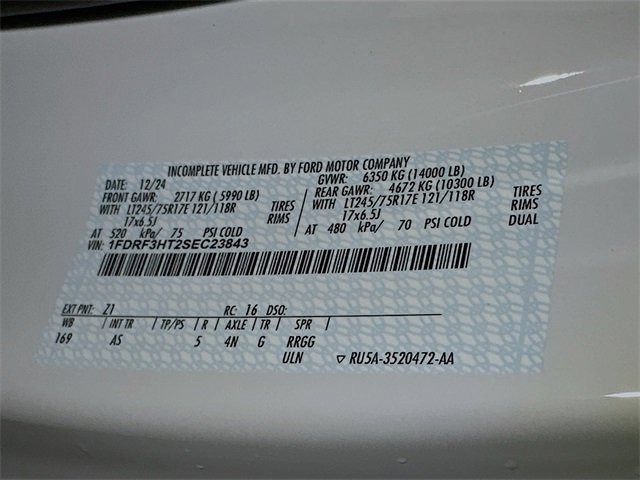 INCOMPLETE VEHICLE MFD. BY FORD MOTOR COMPANY
DATE: 12/24 GVWR: 6350 KG (14000 LB)
FRONT GAWR: 2717 KG (5990 LB) REAR GAWR: 4672 KG (10300 LB)
WITH LT245/75R17E 121/118R TIRES WITH LT245/75R17E 121/118R TIRES
17x6.5J RIMS 17x6.5J RIMS
AT 520 kPa/ 75 PSI COLD AT 480 kPa/ 70 PSI COLD DUAL
VIN: 1FDRF3HT2SEC23843
EXT PNT: Z1 RC: 16 DSO:
WB INT TR TP/PS R AXLE TR SPR
169 AS 5 4N G RRGG
ULN ▽ RU5A-3520472-AA